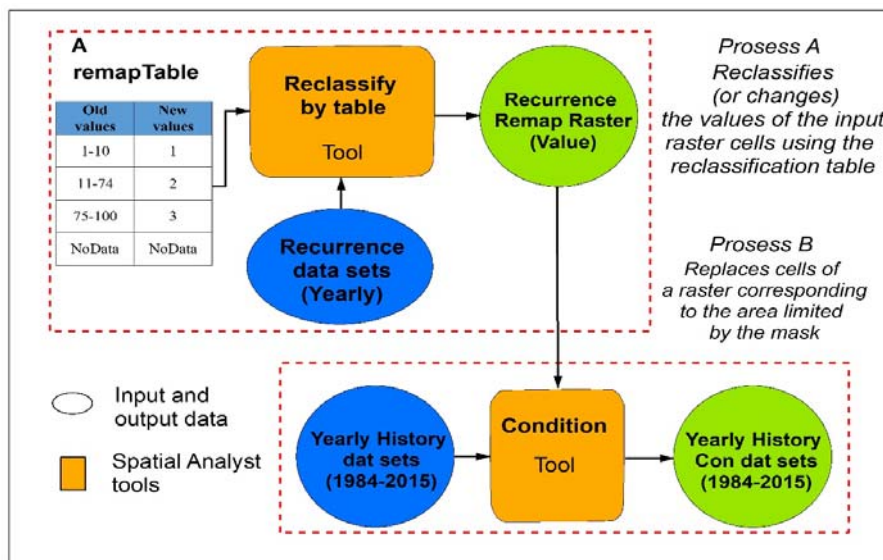 A
remapTable
Old values
New values
1-10
1
11-74
2
75-100
3
NoData
NoData
Reclassify
by table
Tool
Recurrence
Remap Raster
(Value)
Recurrence
data sets
(Yearly)
Prosess A
Reclassifies
(or changes)
the values of the input
raster cells using the
reclassification table
Prosess B
Replaces cells of
a raster corresponding
to the area limited
by the mask
Input and
output data
Spatial Analyst
tools
Yearly History
dat sets
(1984-2015)
Condition
Tool
Yearly History
Con dat sets
(1984-2015)